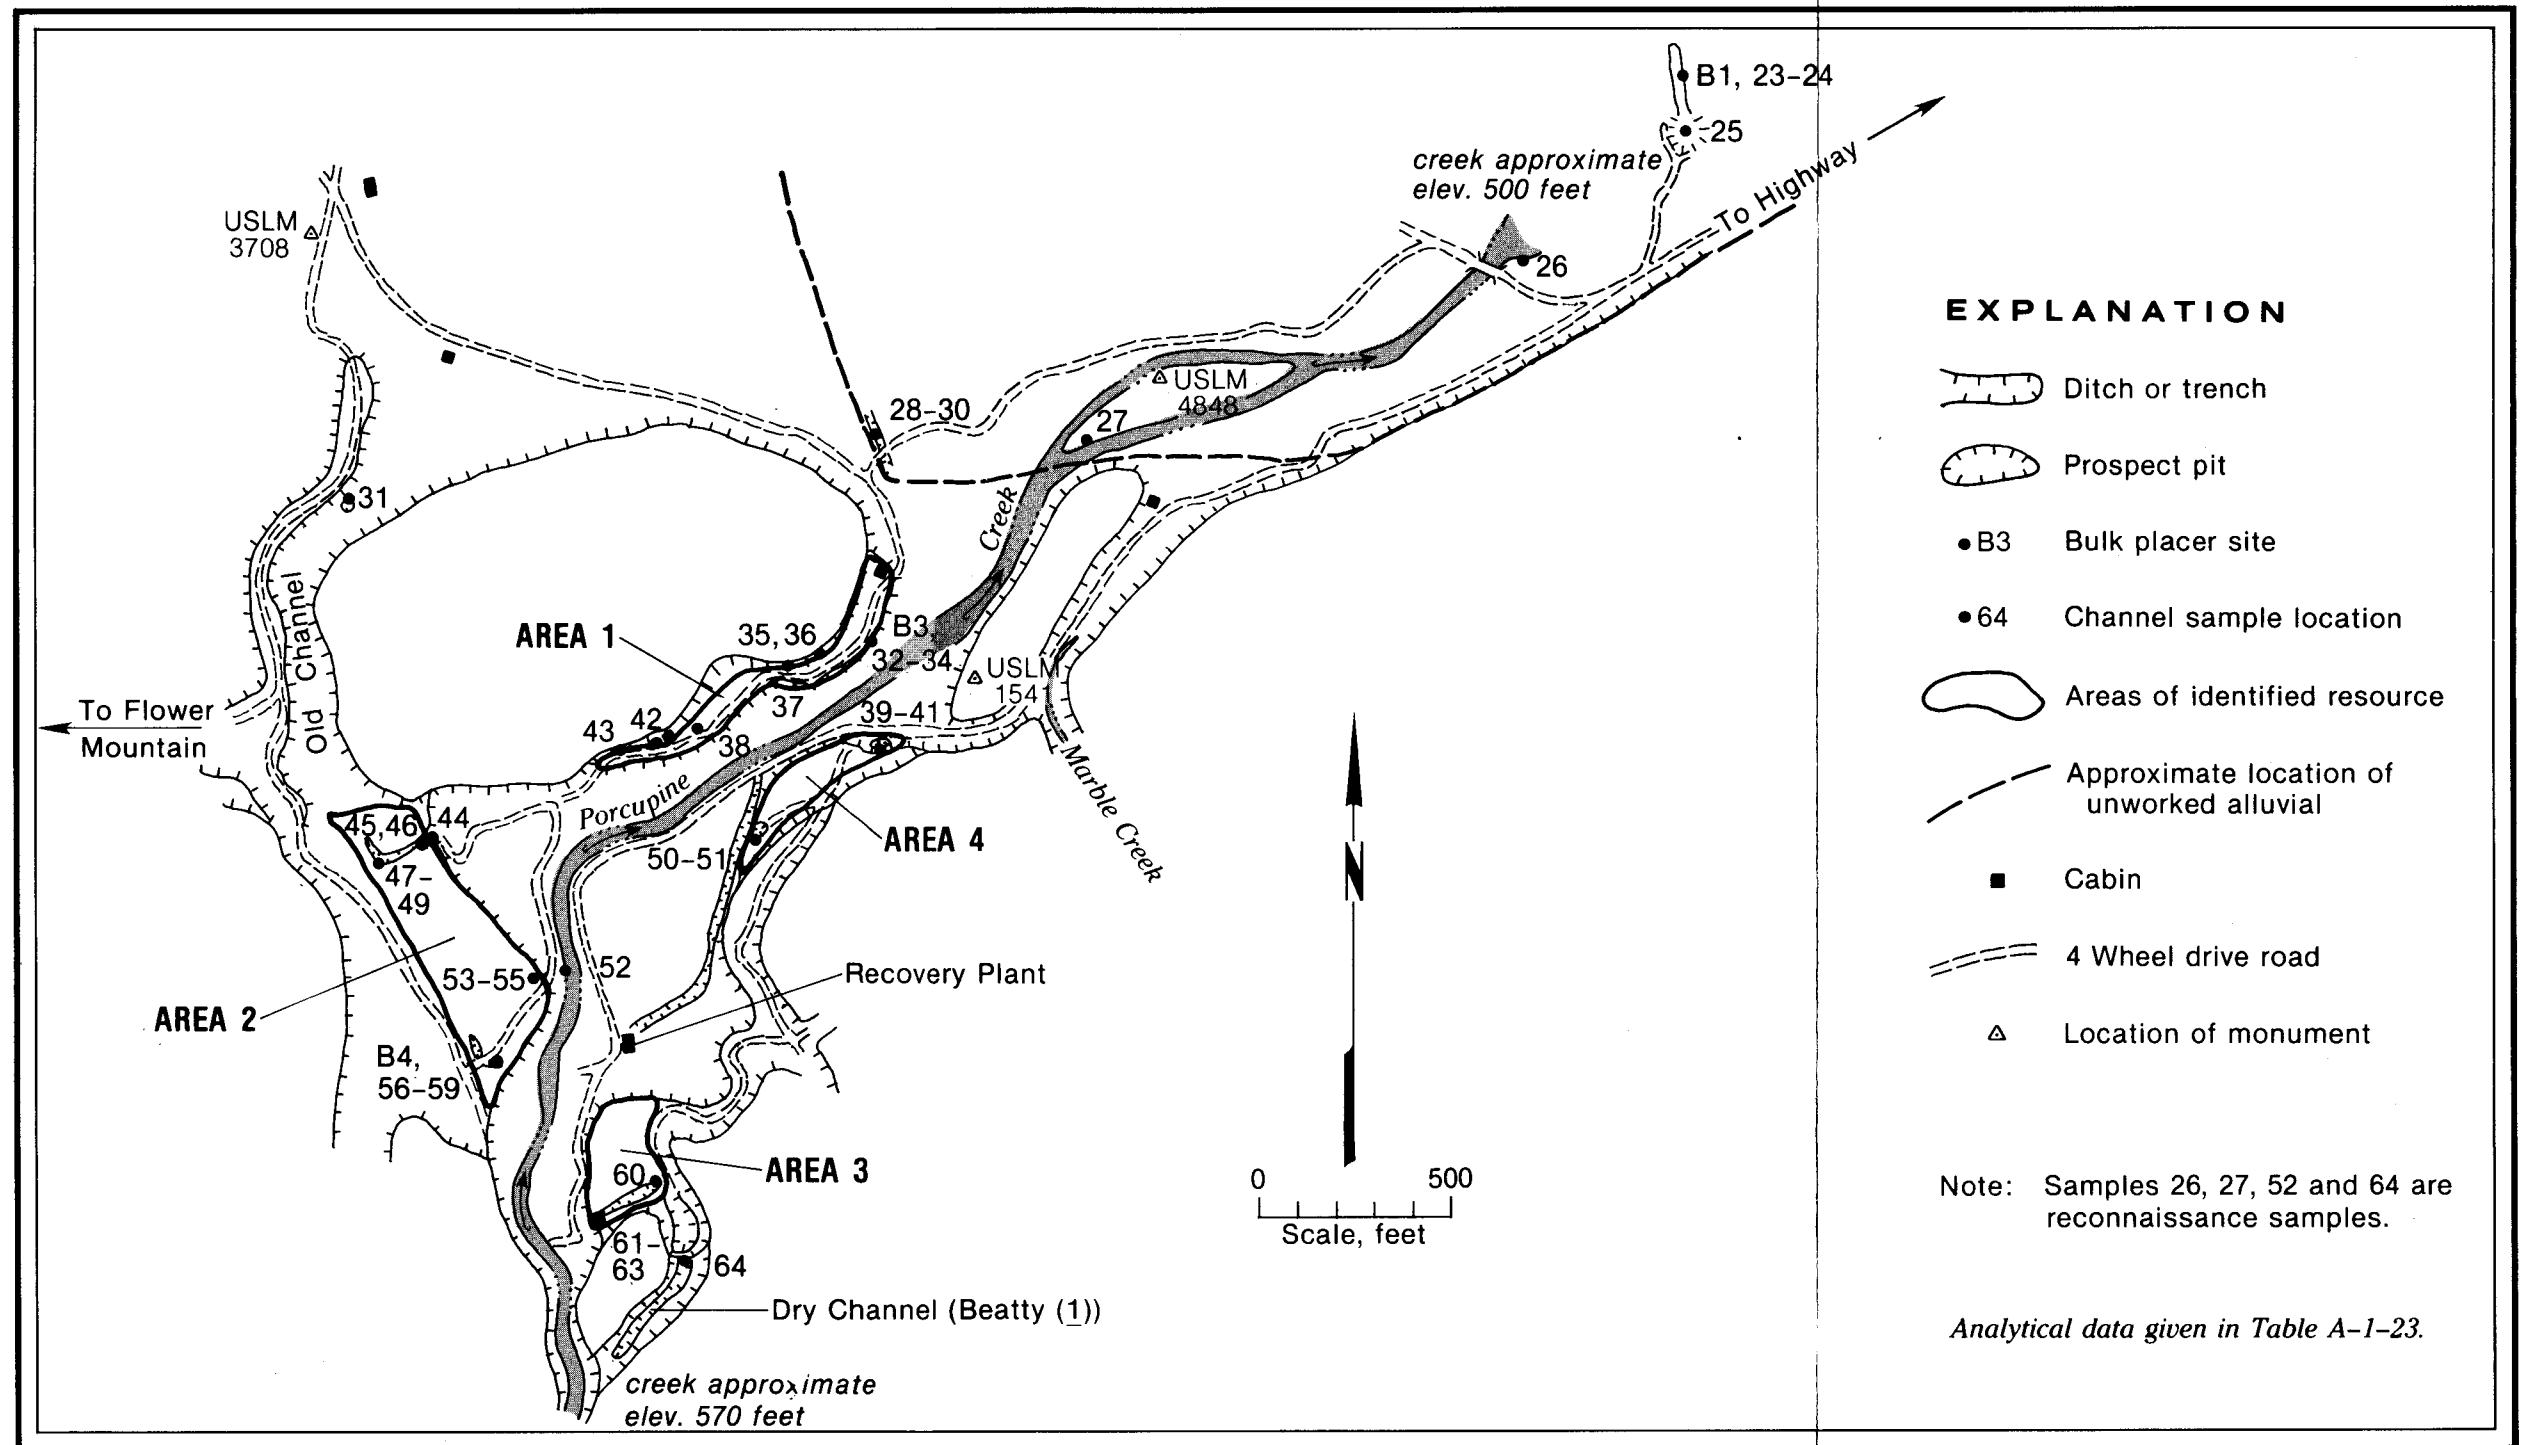 B1, 23-24
25
To Highway
creek approximate
elev. 500 feet
26
USLM
3708
USLM
4848
27
28-30
31
Creek
Old Channel
AREA 1
35, 36
B3,
32-34
37
USLM
154
39-41
42
43
38
To Flower
Mountain
Porcupine
Marble Creek
44
45, 46
47-
49
50-51
AREA 4
52
53-55
Recovery Plant
AREA 2
B4,
56-59
AREA 3
60
61-
63
64
Dry Channel (Beatty (1))
creek approximate
elev. 570 feet
N
0 500
Scale, feet
EXPLANATION
Ditch or trench
Prospect pit
B3 Bulk placer site
64 Channel sample location
Areas of identified resource
Approximate location of
unworked alluvial
Cabin
4 Wheel drive road
Location of monument
Note: Samples 26, 27, 52 and 64 are
reconnaissance samples.
Analytical data given in Table A-1-23.